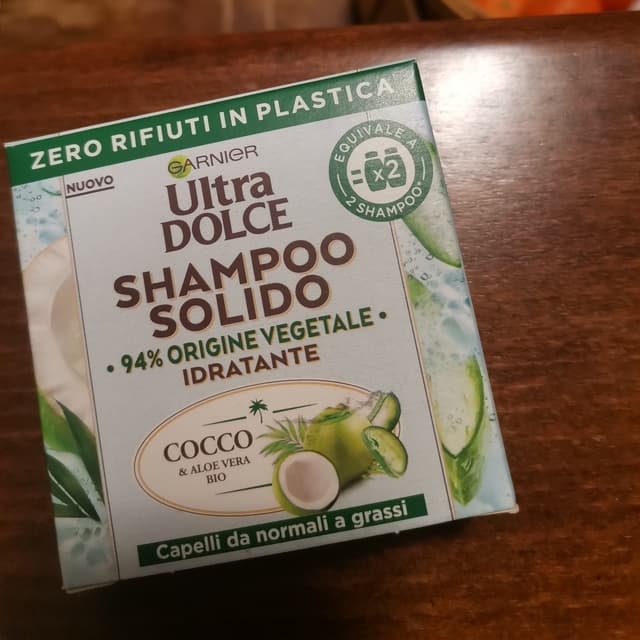 ZERO RIFIUTI IN PLASTICA
NUOVO
GARNIER
Ultra
DOLCE
EQUIVALE A
= x2
2 SHAMPOO
SHAMPOO
SOLIDO
• 94% ORIGINE VEGETALE •
IDRATANTE
COCCO
& ALOE VERA
BIO
Capelli da normali a grassi